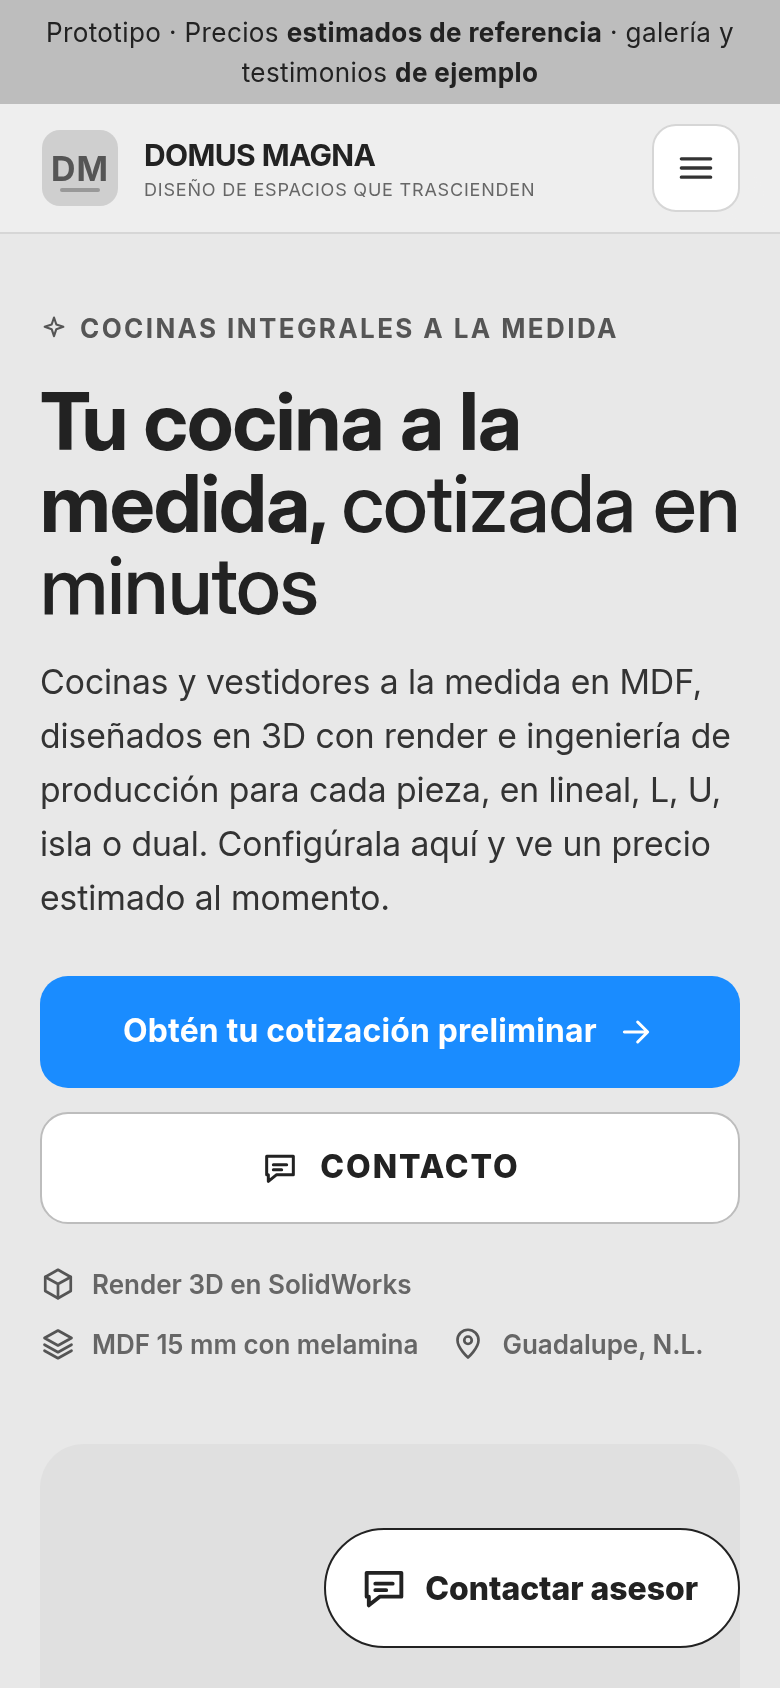 Prototipo · Precios estimados de referencia · galería y
testimonios de ejemplo
DM
DOMUS MAGNA
DISEÑO DE ESPACIOS QUE TRASCIENDEN
COCINAS INTEGRALES A LA MEDIDA
Tu cocina a la
medida, cotizada en
minutos
Cocinas y vestidores a la medida en MDF,
diseñados en 3D con render e ingeniería de
producción para cada pieza, en lineal, L, U,
isla o dual. Configúrala aquí y ve un precio
estimado al momento.
Obtén tu cotización preliminar
CONTACTO
Render 3D en SolidWorks
MDF 15 mm con melamina
Guadalupe, N.L.
Contactar asesor